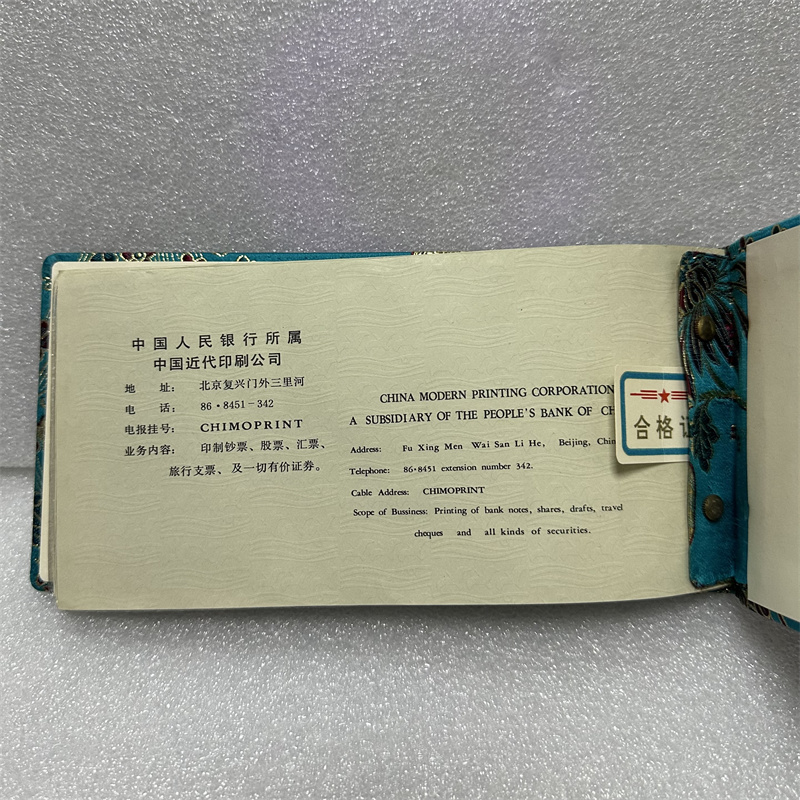 中国人民银行所属
中国近代印刷公司
地 址： 北京复兴门外三里河
电 话： 86·8451-342
电报挂号： CHIMOPRINT
业务内容： 印制钞票、股票、汇票、
旅行支票、及一切有价证券。
CHINA MODERN PRINTING CORPORATION
A SUBSIDIARY OF THE PEOPLE'S BANK OF
Address: Fu Xing Men Wai San Li He, Beijing,
Telephone: 86·8451 extension number 342.
Cable Address: CHIMOPRINT
Scope of Bussiness: Printing of bank notes, shares, drafts, travel
cheques and all kinds of securities.
合格